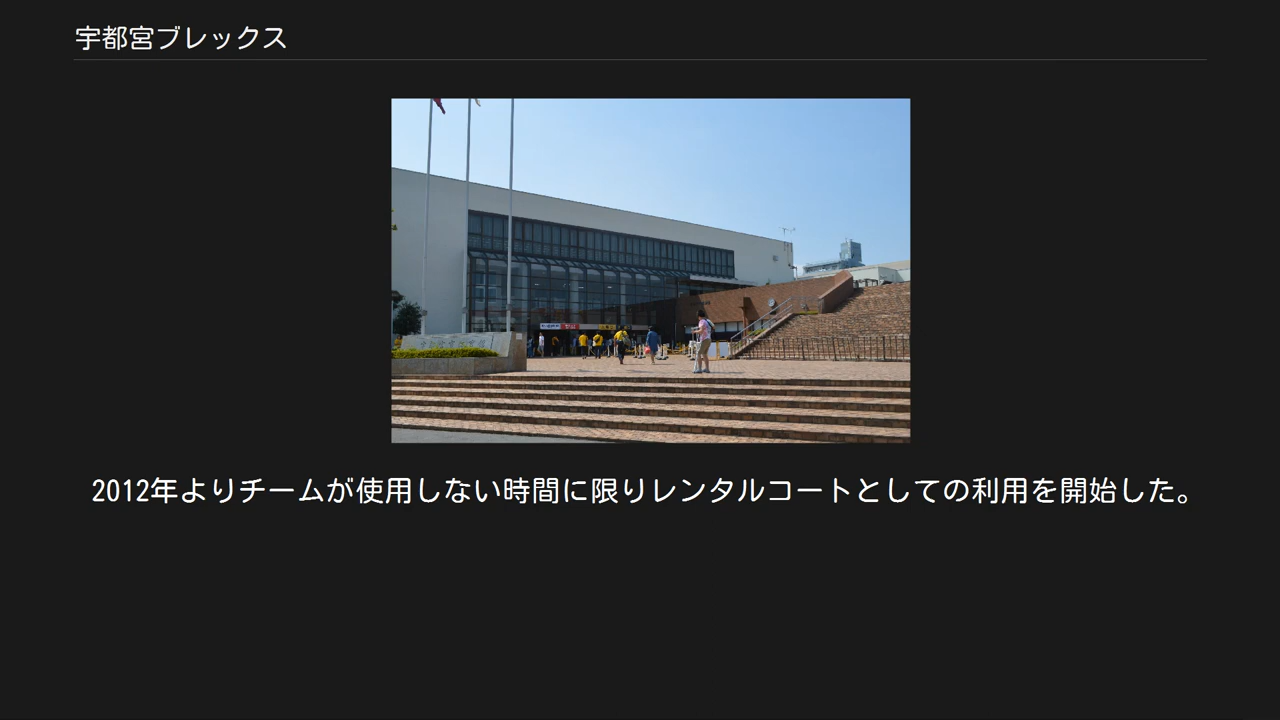 宇都宮ブレックス
2012年よりチームが使用しない時間に限りレンタルコートとしての利用を開始した。